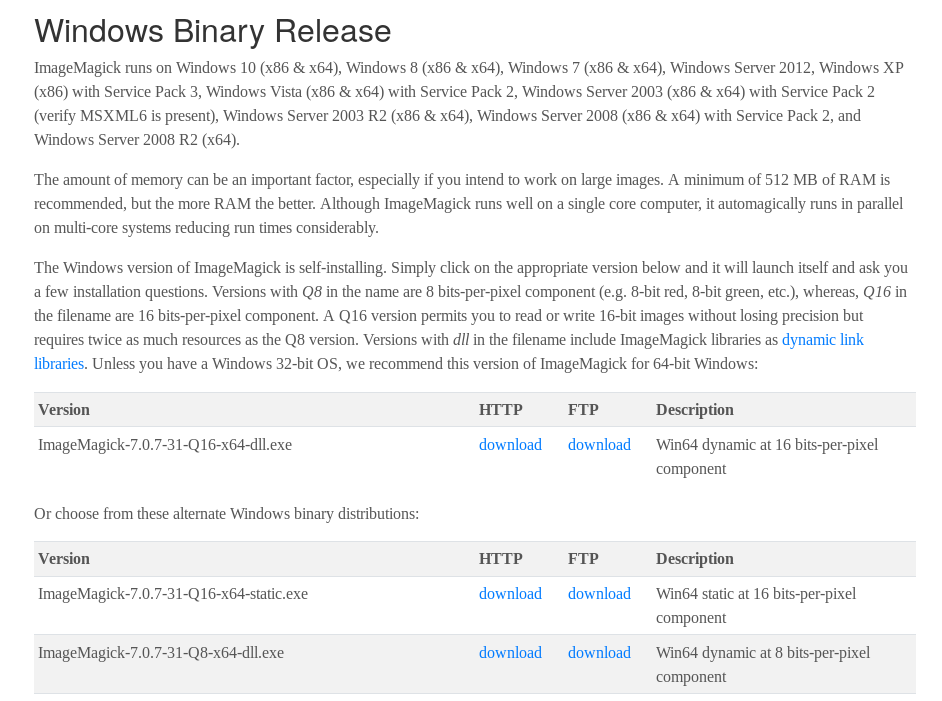 Windows Binary Release
ImageMagick runs on Windows 10 (x86 & x64), Windows 8 (x86 & x64), Windows 7 (x86 & x64), Windows Server 2012, Windows XP
(x86) with Service Pack 3, Windows Vista (x86 & x64) with Service Pack 2, Windows Server 2003 (x86 & x64) with Service Pack 2
(verify MSXML6 is present), Windows Server 2003 R2 (x86 & x64), Windows Server 2008 (x86 & x64) with Service Pack 2, and
Windows Server 2008 R2 (x64).
The amount of memory can be an important factor, especially if you intend to work on large images. A minimum of 512 MB of RAM is
recommended, but the more RAM the better. Although ImageMagick runs well on a single core computer, it automagically runs in parallel
on multi-core systems reducing run times considerably.
The Windows version of ImageMagick is self-installing. Simply click on the appropriate version below and it will launch itself and ask you
a few installation questions. Versions with Q8 in the name are 8 bits-per-pixel component (e.g. 8-bit red, 8-bit green, etc.), whereas, Q16 in
the filename are 16 bits-per-pixel component. A Q16 version permits you to read or write 16-bit images without losing precision but
requires twice as much resources as the Q8 version. Versions with dll in the filename include ImageMagick libraries as dynamic link
libraries. Unless you have a Windows 32-bit OS, we recommend this version of ImageMagick for 64-bit Windows:
Version HTTP FTP Description
ImageMagick-7.0.7-31-Q16-x64-dll.exe download download Win64 dynamic at 16 bits-per-pixel
component
Or choose from these alternate Windows binary distributions:
Version HTTP FTP Description
ImageMagick-7.0.7-31-Q16-x64-static.exe download download Win64 static at 16 bits-per-pixel
component
ImageMagick-7.0.7-31-Q8-x64-dll.exe download download Win64 dynamic at 8 bits-per-pixel
component